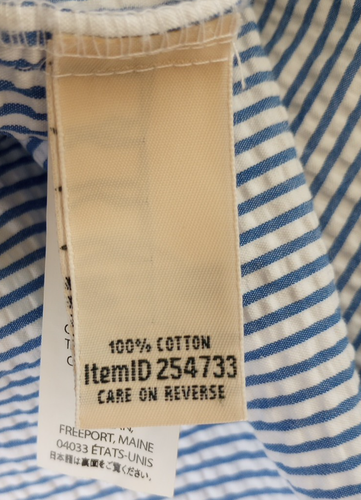 100% COTTON
ItemID 254733
CARE ON REVERSE
FREEPORT, MAINE
04033 ÉTATS-UNIS
日本語は裏面をご覧ください。